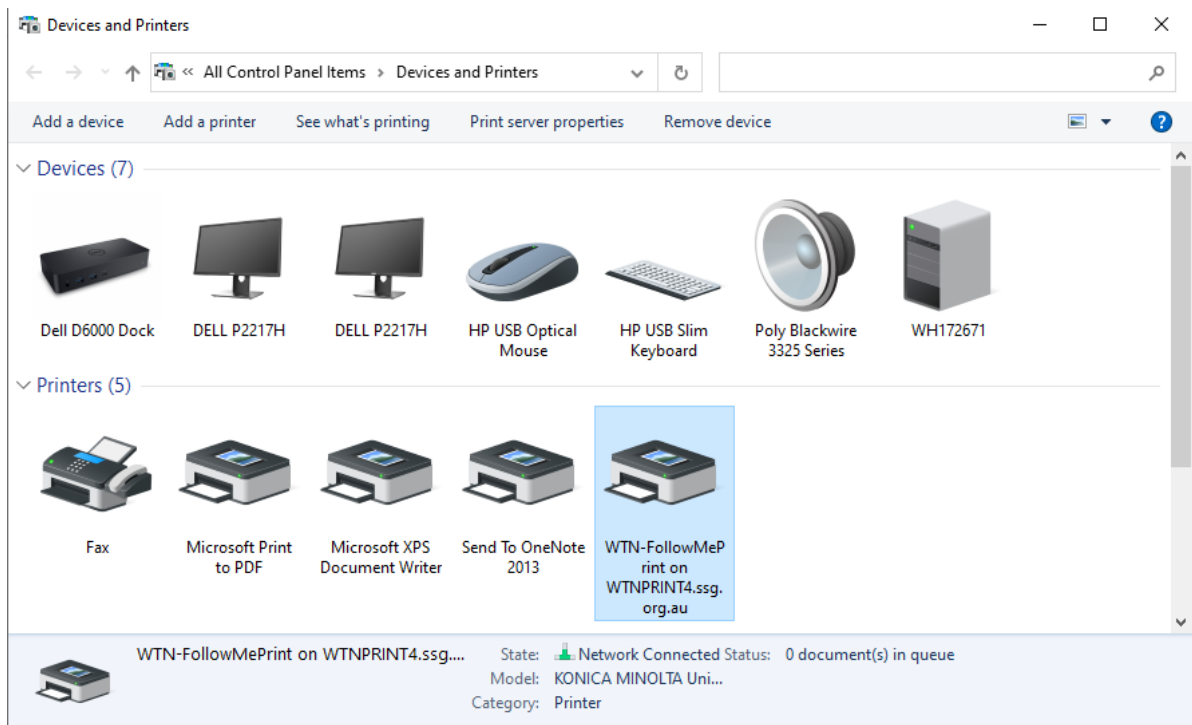 Devices and Printers
« All Control Panel Items > Devices and Printers
Add a device Add a printer See what's printing Print server properties Remove device ?
Devices (7)
Dell D6000 Dock DELL P2217H DELL P2217H HP USB Optical HP USB Slim Poly Blackwire WH172671
Mouse Keyboard 3325 Series
Printers (5)
Fax Microsoft Print Microsoft XPS Send To OneNote WTN-FollowMeP
to PDF Document Writer 2013 rint on
WTNPRINT4.ssg.
org.au
WTN-FollowMePrint on WTNPRINT4.ssg.... State: Network Connected Status: 0 document(s) in queue
Model: KONICA MINOLTA Uni...
Category: Printer